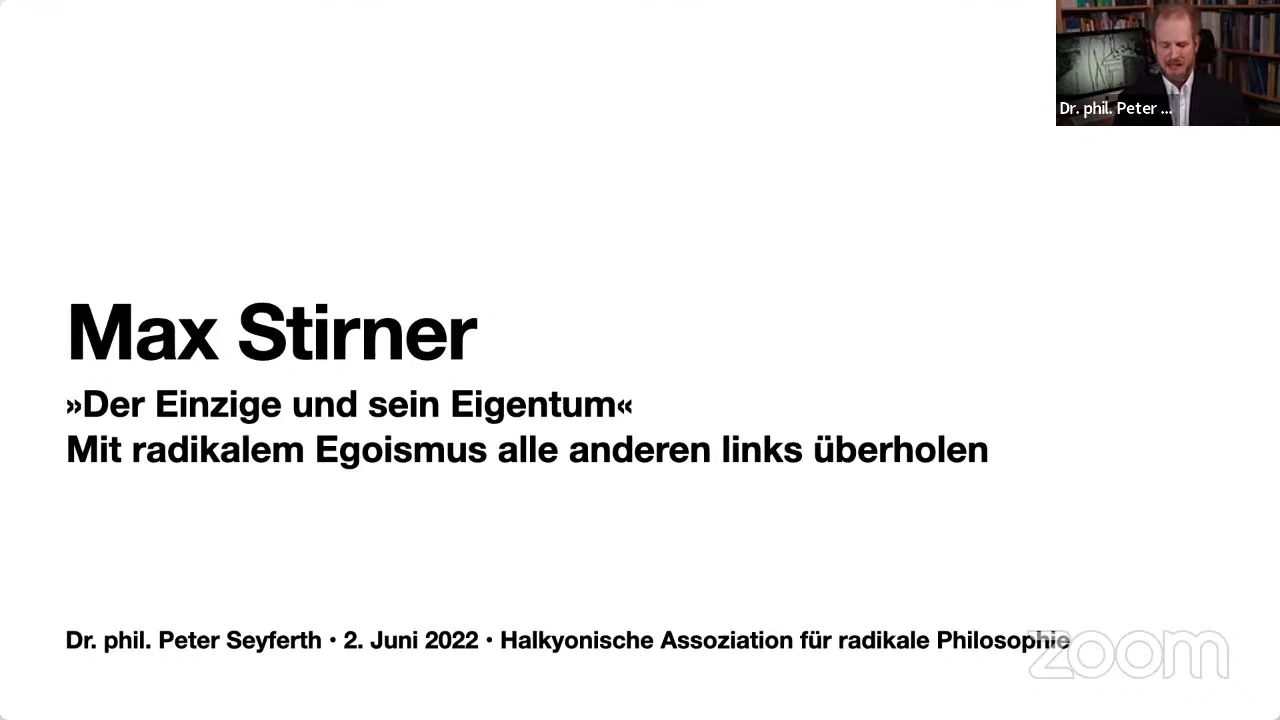 Dr. phil. Peter ...
Max Stirner
»Der Einzige und sein Eigentum«
Mit radikalem Egoismus alle anderen links überholen
Dr. phil. Peter Seyferth • 2. Juni 2022 • Halkyonische Assoziation für radikale Philosophie
zoom